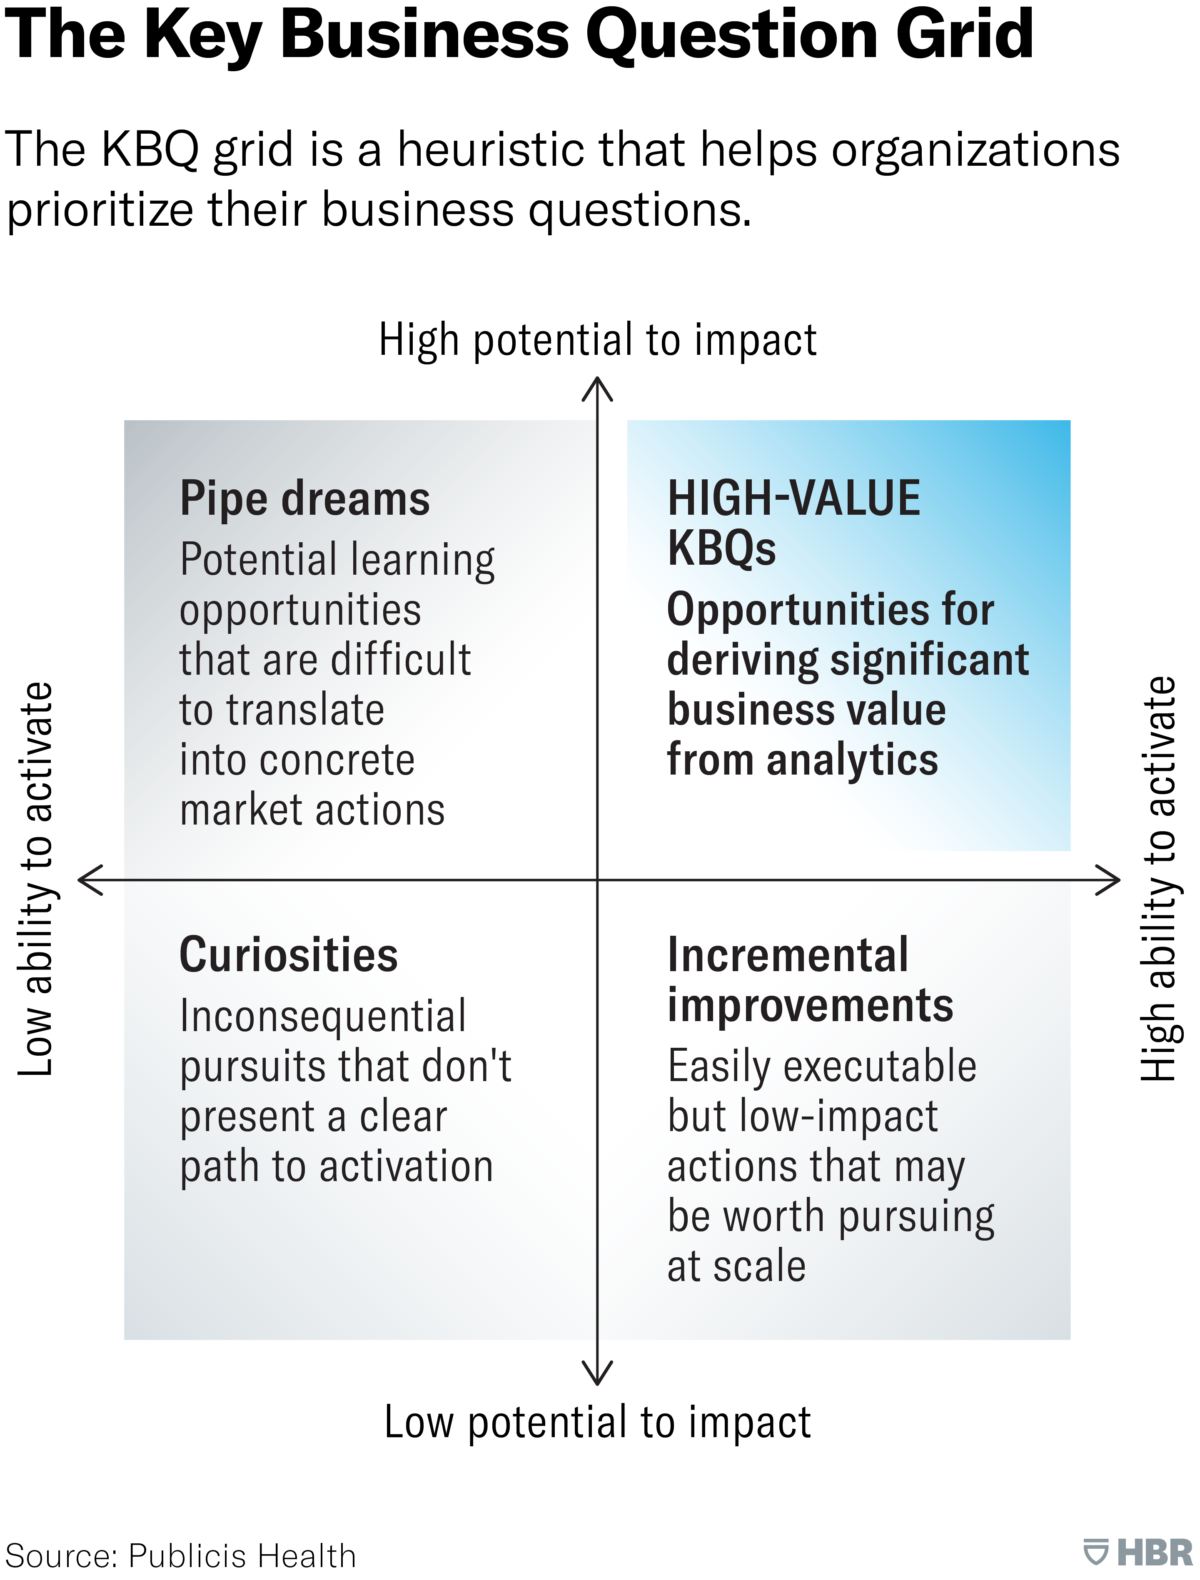 The Key Business Question Grid
The KBQ grid is a heuristic that helps organizations
prioritize their business questions.
High potential to impact
Low ability to activate
Pipe dreams
Potential learning
opportunities
that are difficult
to translate
into concrete
market actions
HIGH-VALUE
KBQs
Opportunities for
deriving significant
business value
from analytics
High ability to activate
Curiosities
Inconsequential
pursuits that don't
present a clear
path to activation
Incremental
improvements
Easily executable
but low-impact
actions that may
be worth pursuing
at scale
Low potential to impact
Source: Publicis Health
HBR